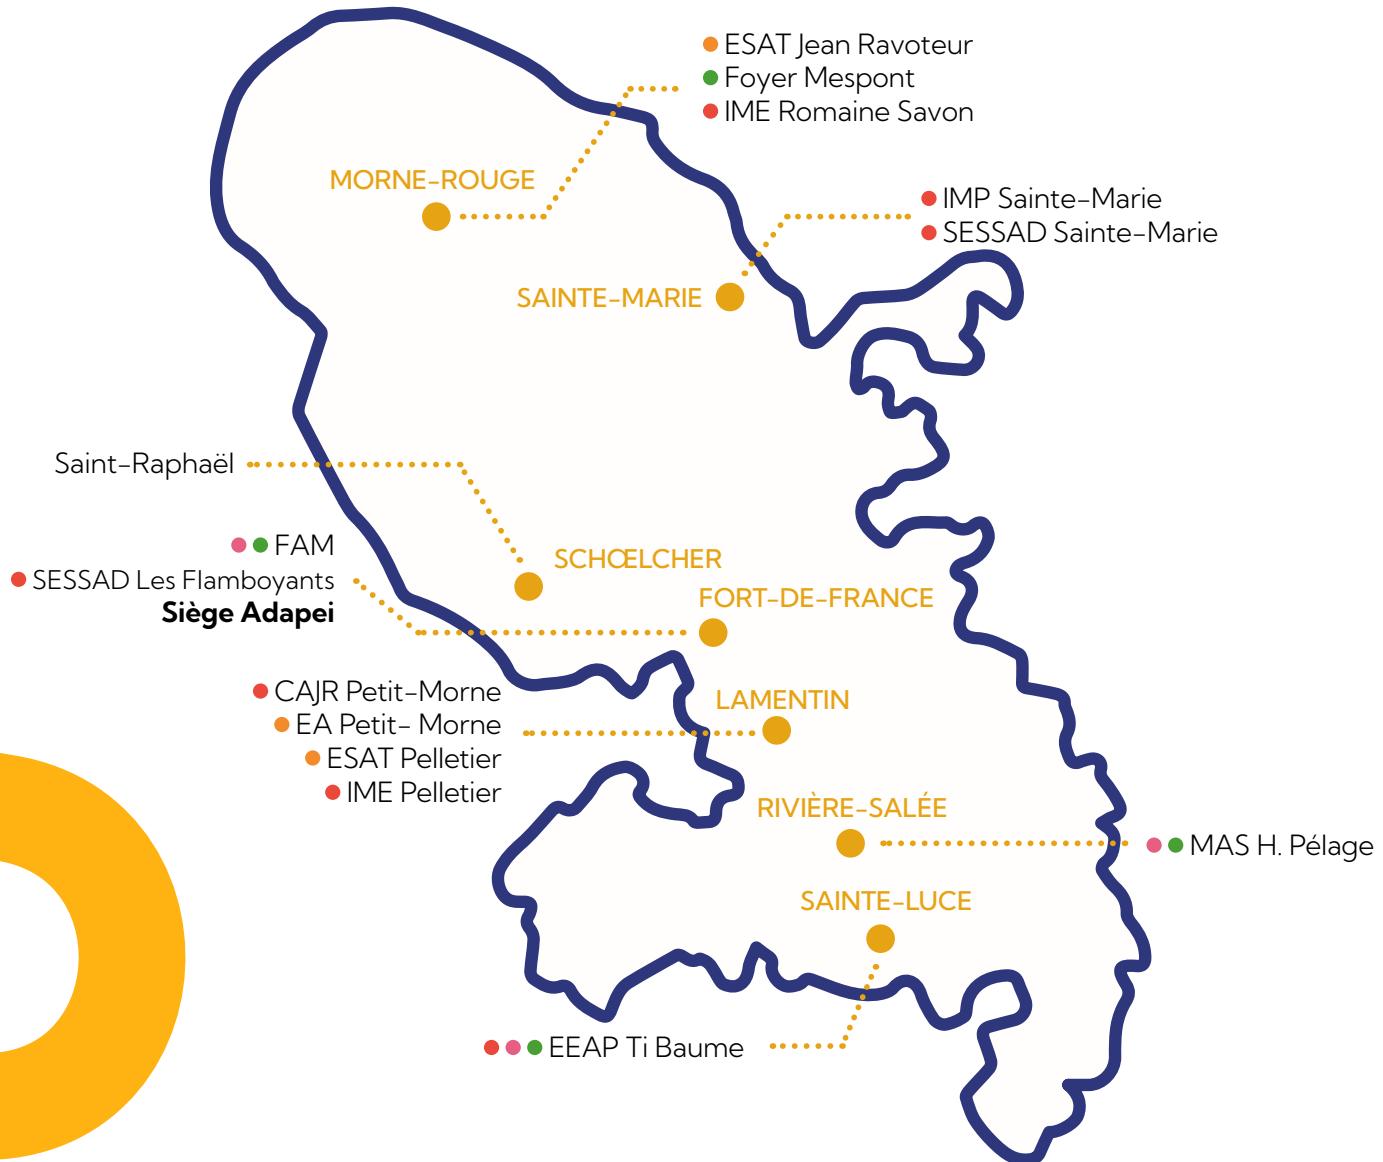 ESAT Jean Ravoteur
Foyer Mespont
IME Romaine Savon
MORNE-ROUGE
IMP Sainte-Marie
SESSAD Sainte-Marie
SAINTE-MARIE
Saint-Raphaël
FAM
SESSAD Les Flamboyants
Siège Adapei
SCHŒLCHER
FORT-DE-FRANCE
CAJR Petit-Morne
EA Petit- Morne
ESAT Pelletier
IME Pelletier
LAMENTIN
RIVIÈRE-SALÉE
MAS H. Pélage
SAINTE-LUCE
EEAP Ti Baume